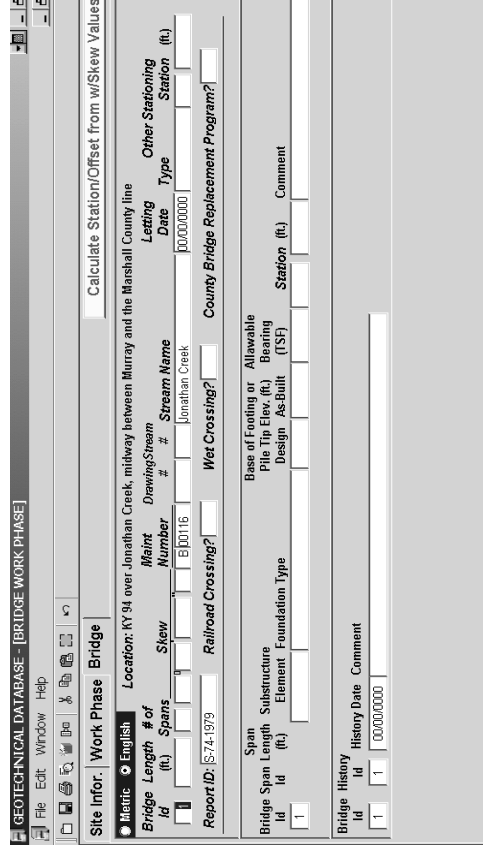 GEOTECHNICAL DATABASE - [BRIDGE WORK PHASE]
File Edit Window Help
Site Infor. Work Phase Bridge
Calculate Station/Offset from w/Skew Values
Metric English
Location: KY 94 over Jonathan Creek, midway between Murray and the Marshall County line
Bridge Length # of Skew Maint DrawingStream Letting Other Stationing
Id (ft.) Spans Number # # Stream Name Date Type Station (ft.)
1 B 00116 Jonathan Creek 00/00/0000
Report ID: S-74-1979 Railroad Crossing? Wet Crossing? County Bridge Replacement Program?
Span Base of Footing or Allawable
Bridge Span Length Substructure Pile Tip Elev. (ft.) Bearing
Id Id (ft.) Element Foundation Type Design As-Built (TSF) Station (ft.) Comment
1
Bridge History
Id Id History Date Comment
1 1 00/00/0000